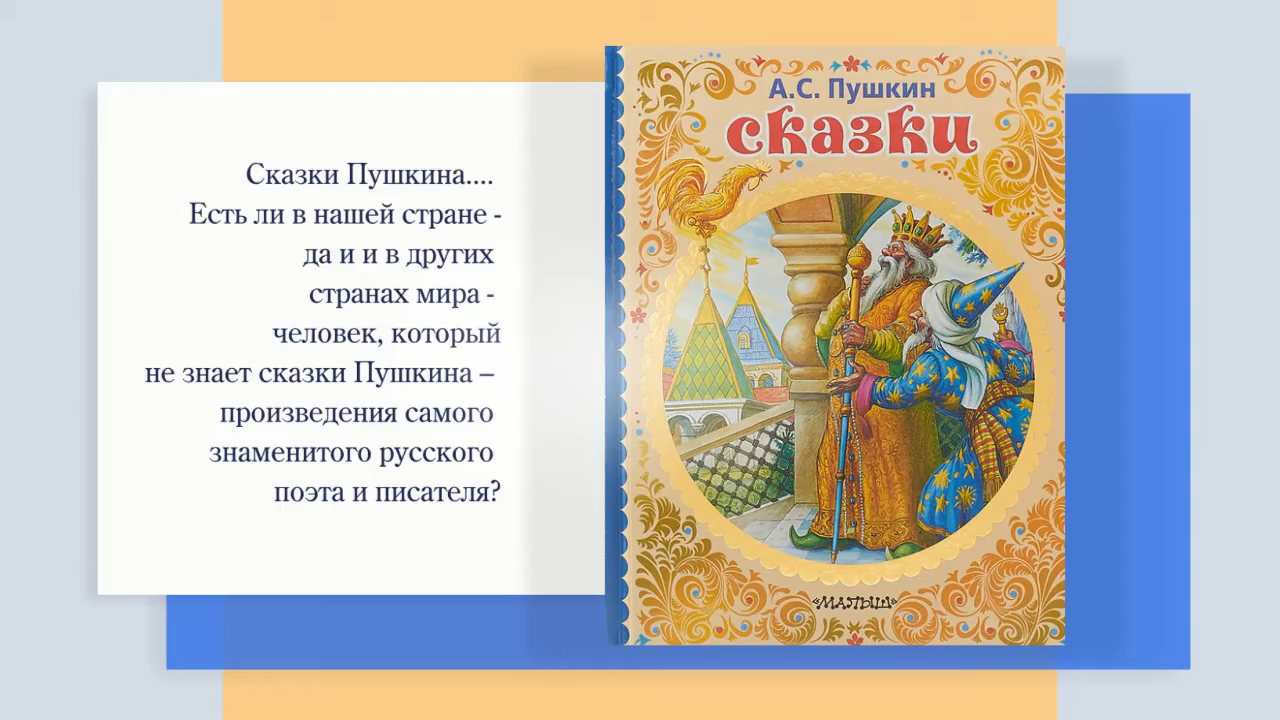 Сказки Пушкина....
Есть ли в нашей стране -
да и и в других
странах мира -
человек, который
не знает сказки Пушкина –
произведения самого
знаменитого русского
поэта и писателя?
А.С. Пушкин
сказки
«МАЛЫШ»